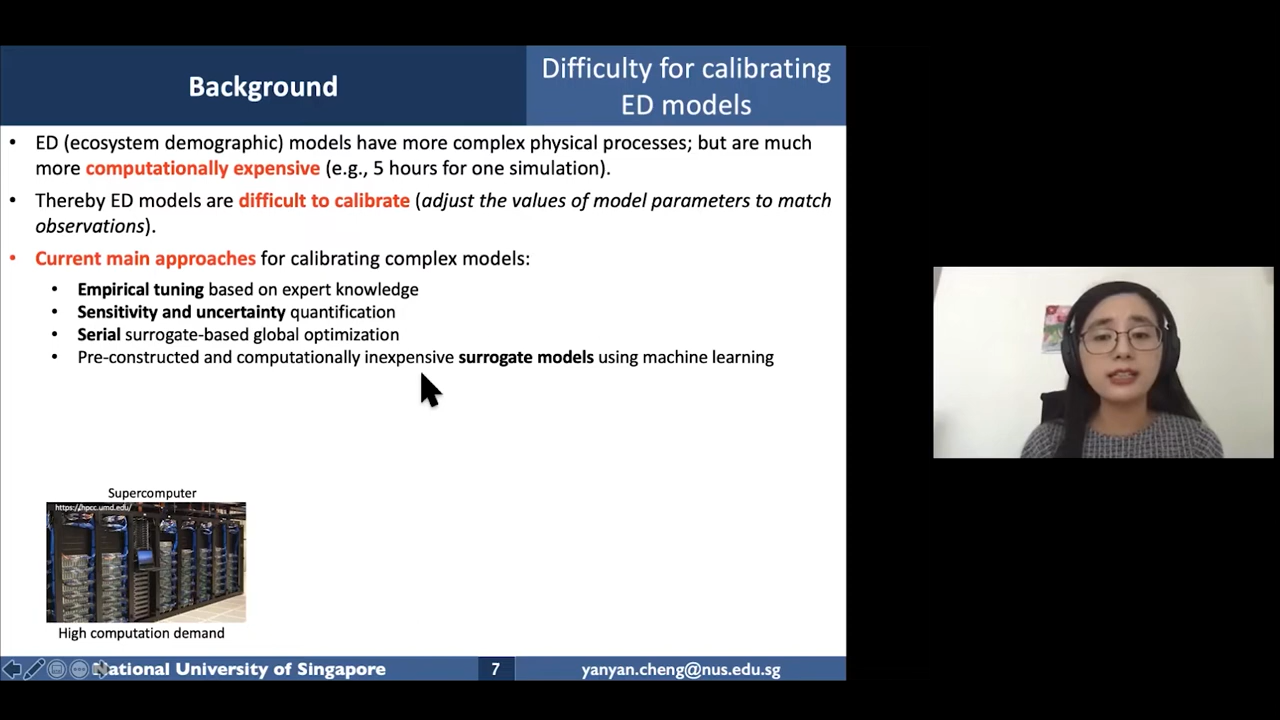 Background
Difficulty for calibrating
ED models
• ED (ecosystem demographic) models have more complex physical processes; but are much
more computationally expensive (e.g., 5 hours for one simulation).
• Thereby ED models are difficult to calibrate (adjust the values of model parameters to match
observations).
• Current main approaches for calibrating complex models:
• Empirical tuning based on expert knowledge
• Sensitivity and uncertainty quantification
• Serial surrogate-based global optimization
• Pre-constructed and computationally inexpensive surrogate models using machine learning
Supercomputer
https://hpcc.umd.edu/
High computation demand
National University of Singapore
7
yanyan.cheng@nus.edu.sg